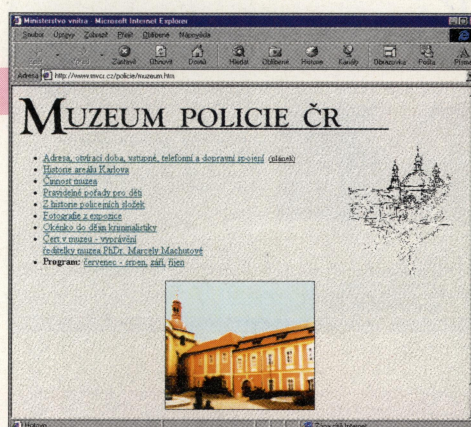 Ministerstvo vnitra - Microsoft Internet Explorer
Soubor Úpravy Zobrazit Přejít Oblíbené Nápověda
Zastavit Obnovit Domů Hledat Oblíbené Historie Kanály Obrazovka Pošta
Adresa http://www.mvcr.cz/policie/muzeum.htm
MUZEUM POLICIE ČR
Adresa, otvírací doba, vstupné, telefonní a dopravní spojení (plánek)
Historie areálu Karlova
Činnost muzea
Pravidelné pořady pro děti
Z historie policejních složek
Fotografie z expozice
Okénko do dějin kriminalistiky
Čert v muzeu - vyprávění
ředitelky muzea PhDr. Marcely Machutové
Program: červenec - srpen, září, říjen
Hotovo